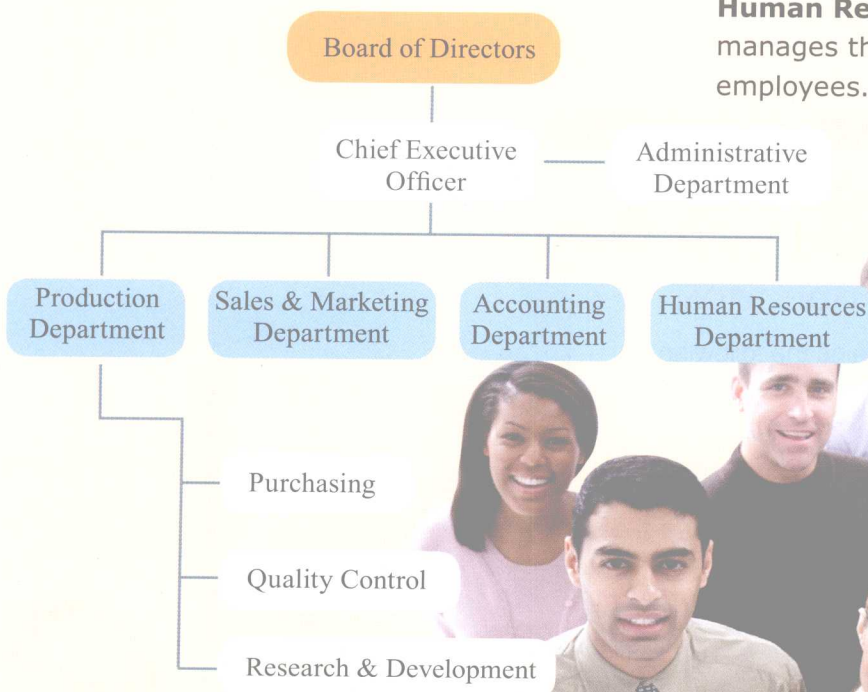 Human Re
manages th
employees.
Board of Directors
Chief Executive
Officer
Administrative
Department
Production
Department
Sales & Marketing
Department
Accounting
Department
Human Resources
Department
Purchasing
Quality Control
Research & Development